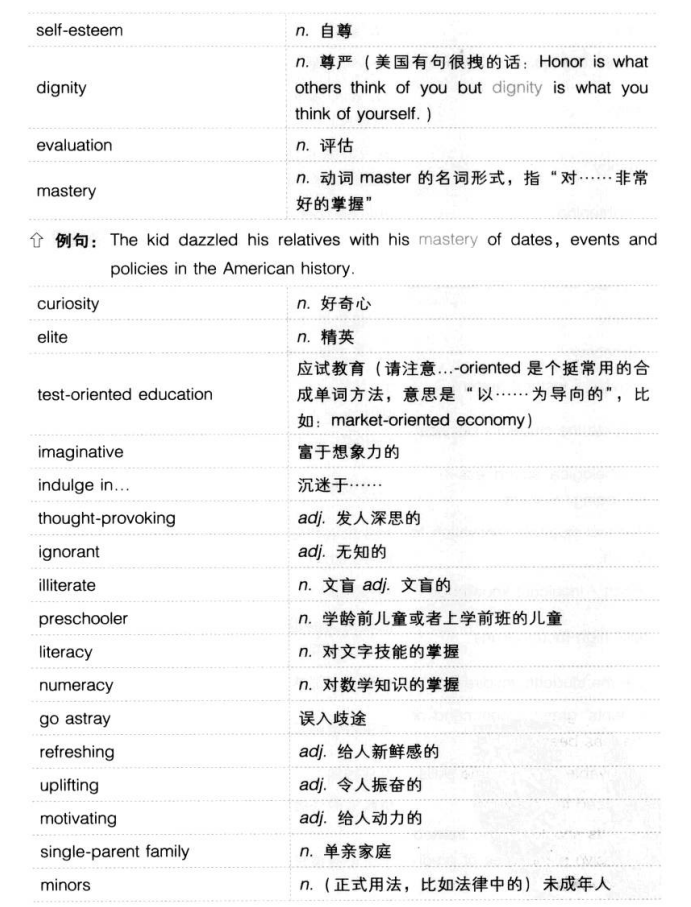 self-esteem n. 自尊
dignity n. 尊严（美国有句很拽的话：Honor is what
others think of you but dignity is what you
think of yourself. ）
evaluation n. 评估
mastery n. 动词 master 的名词形式，指“对……非常
好的掌握”
⇧ 例句： The kid dazzled his relatives with his mastery of dates, events and
policies in the American history.
curiosity n. 好奇心
elite n. 精英
test-oriented education 应试教育（请注意…-oriented 是个挺常用的合
成单词方法，意思是“以……为导向的”，比
如：market-oriented economy）
imaginative 富于想象力的
indulge in… 沉迷于……
thought-provoking adj. 发人深思的
ignorant adj. 无知的
illiterate n. 文盲 adj. 文盲的
preschooler n. 学龄前儿童或者上学前班的儿童
literacy n. 对文字技能的掌握
numeracy n. 对数学知识的掌握
go astray 误入歧途
refreshing adj. 给人新鲜感的
uplifting adj. 令人振奋的
motivating adj. 给人动力的
single-parent family n. 单亲家庭
minors n.（正式用法，比如法律中的）未成年人